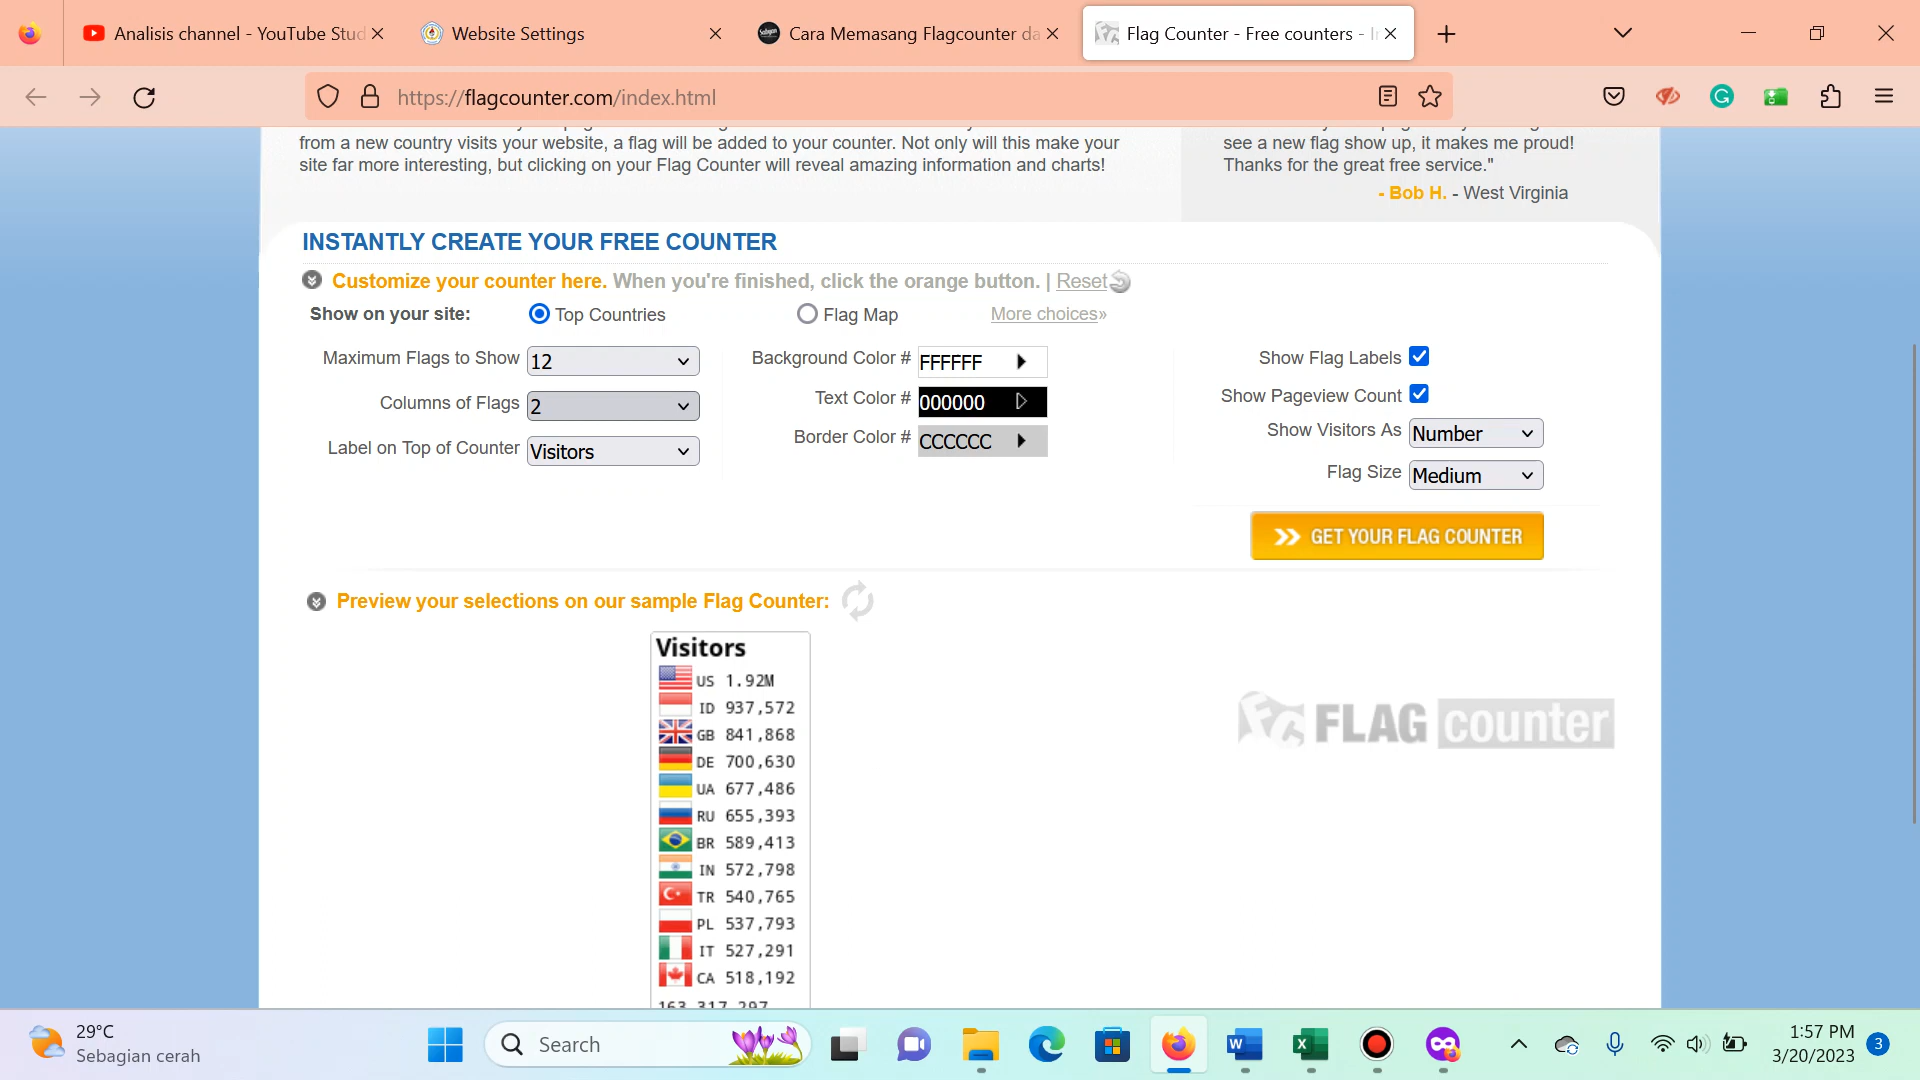 Analisis channel - YouTube Stud
Website Settings
Cara Memasang Flagcounter da
Flag Counter - Free counters - I
https://flagcounter.com/index.html
from a new country visits your website, a flag will be added to your counter. Not only will this make your
site far more interesting, but clicking on your Flag Counter will reveal amazing information and charts!
see a new flag show up, it makes me proud!
Thanks for the great free service."
- Bob H. - West Virginia
INSTANTLY CREATE YOUR FREE COUNTER
Customize your counter here. When you're finished, click the orange button. | Reset
Show on your site: Top Countries Flag Map More choices»
Maximum Flags to Show 12
Columns of Flags 2
Label on Top of Counter Visitors
Background Color # FFFFFF
Text Color # 000000
Border Color # CCCCCC
Show Flag Labels
Show Pageview Count
Show Visitors As Number
Flag Size Medium
GET YOUR FLAG COUNTER
Preview your selections on our sample Flag Counter:
Visitors
US 1.92M
ID 937,572
GB 841,868
DE 700,630
UA 677,486
RU 655,393
BR 589,413
IN 572,798
TR 540,765
PL 537,793
IT 527,291
CA 518,192
163,317,297
FC FLAG counter
29°C
Sebagian cerah
Search
1:57 PM
3/20/2023
3